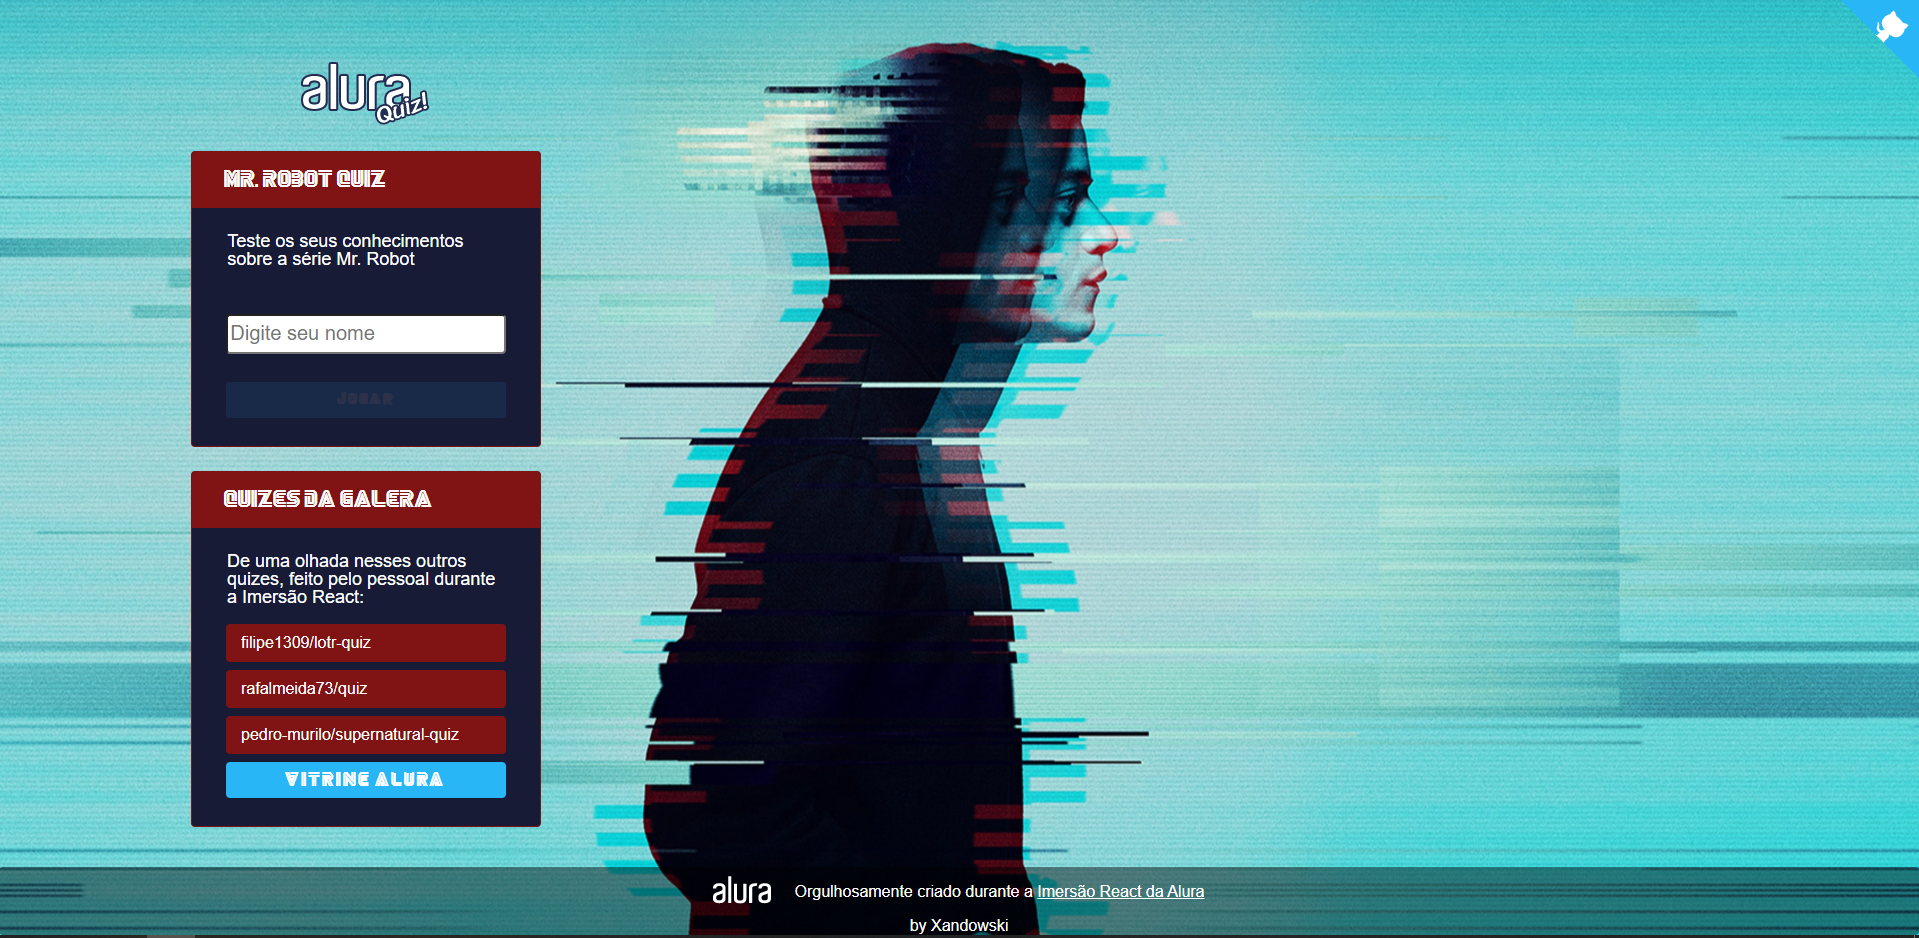 alura
Quiz!
MR. ROBOT QUIZ
Teste os seus conhecimentos
sobre a série Mr. Robot
Digite seu nome
JOGAR
QUIZES DA GALERA
De uma olhada nesses outros
quizes, feito pelo pessoal durante
a Imersão React:
filipe1309/lotr-quiz
rafalmeida73/quiz
pedro-murilo/supernatural-quiz
VITRINE ALURA
alura Orgulhosamente criado durante a Imersão React da Alura
by Xandowski